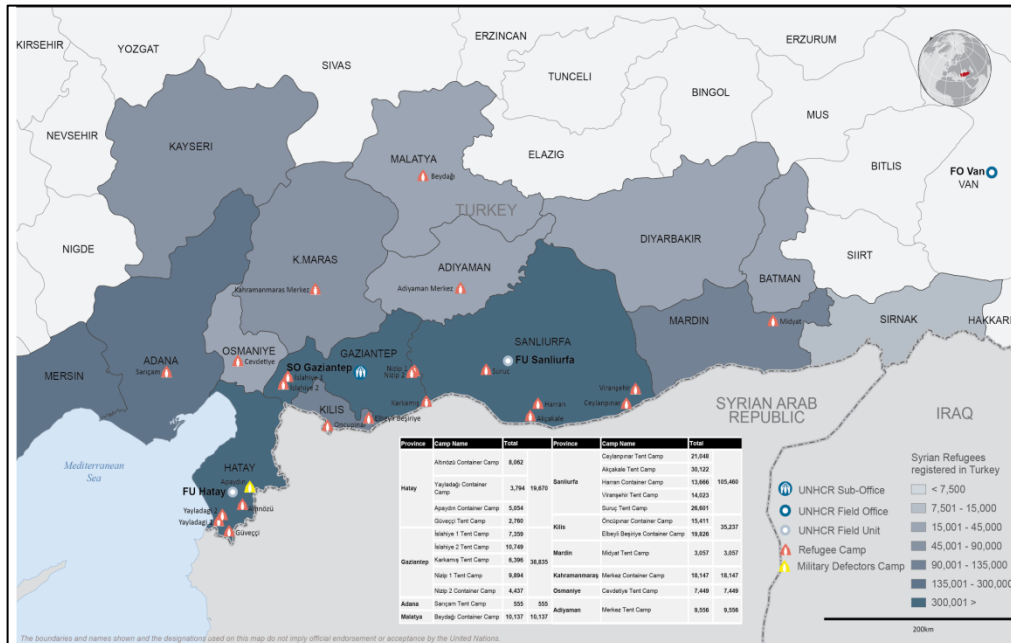 KIRSEHIR
YOZGAT
SIVAS
ERZINCAN
ERZURUM
TUNCELI
BINGOL
MUS
NEVSEHIR
KAYSERI
MALATYA
ELAZIG
BITLIS
FO Van
VAN
Beydağı
TURKEY
NIGDE
K.MARAS
ADIYAMAN
DIYARBAKIR
SIIRT
BATMAN
Kahramanmaras Merkez
Adiyaman Merkez
MARDIN
Midyat
SIRNAK
HAKKARI
MERSIN
ADANA
Sarıçam
OSMANIYE
Cevdetiye
SO Gaziantep
GAZIANTEP
İslahiye 1
İslahiye 2
Nizip 1
Nizip 2
SANLIURFA
FU Sanliurfa
Suruc
Viranşehir
Ceylanpınar
Harran
Akçakale
Karkamış
KILIS
Öncüpınar
Elbeyli Beşiriye
SYRIAN ARAB
REPUBLIC
IRAQ
Mediterranean
Sea
HATAY
Apaydın
FU Hatay
Altınözü
Yayladagi 2
Yayladagi 1
Güveççi
Province Camp Name Total
Hatay
Altınözü Container Camp 8,062
Yayladağı Container
Camp 3,794 19,670
Apaydın Container Camp 5,054
Güveççi Tent Camp 2,760
Gaziantep
İslahiye 1 Tent Camp 7,359
İslahiye 2 Tent Camp 10,749
Karkamış Tent Camp 6,396 38,835
Nizip 1 Tent Camp 9,894
Nizip 2 Container Camp 4,437
Adana Sarıçam Tent Camp 555 555
Malatya Beydağı Container Camp 10,137 10,137
Province Camp Name Total
Sanliurfa
Ceylanpınar Tent Camp 21,048
Akçakale Tent Camp 30,122
Harran Container Camp 13,666 105,460
Viranşehir Tent Camp 14,023
Suruç Tent Camp 26,601
Kilis
Öncüpınar Container Camp 15,411 35,237
Elbeyli Beşiriye Container Camp 19,826
Mardin Midyat Tent Camp 3,057 3,057
Kahramanmaraş Merkez Container Camp 18,147 18,147
Osmaniye Cevdetiye Tent Camp 7,449 7,449
Adiyaman Merkez Tent Camp 9,556 9,556
UNHCR Sub-Office
UNHCR Field Office
UNHCR Field Unit
Refugee Camp
Military Defectors Camp
Syrian Refugees
registered in Turkey
< 7,500
7,501 - 15,000
15,001 - 45,000
45,001 - 90,000
90,001 - 135,000
135,001 - 300,000
300,001 >
200km
The boundaries and names shown and the designations used on this map do not imply official endorsement or acceptance by the United Nations.